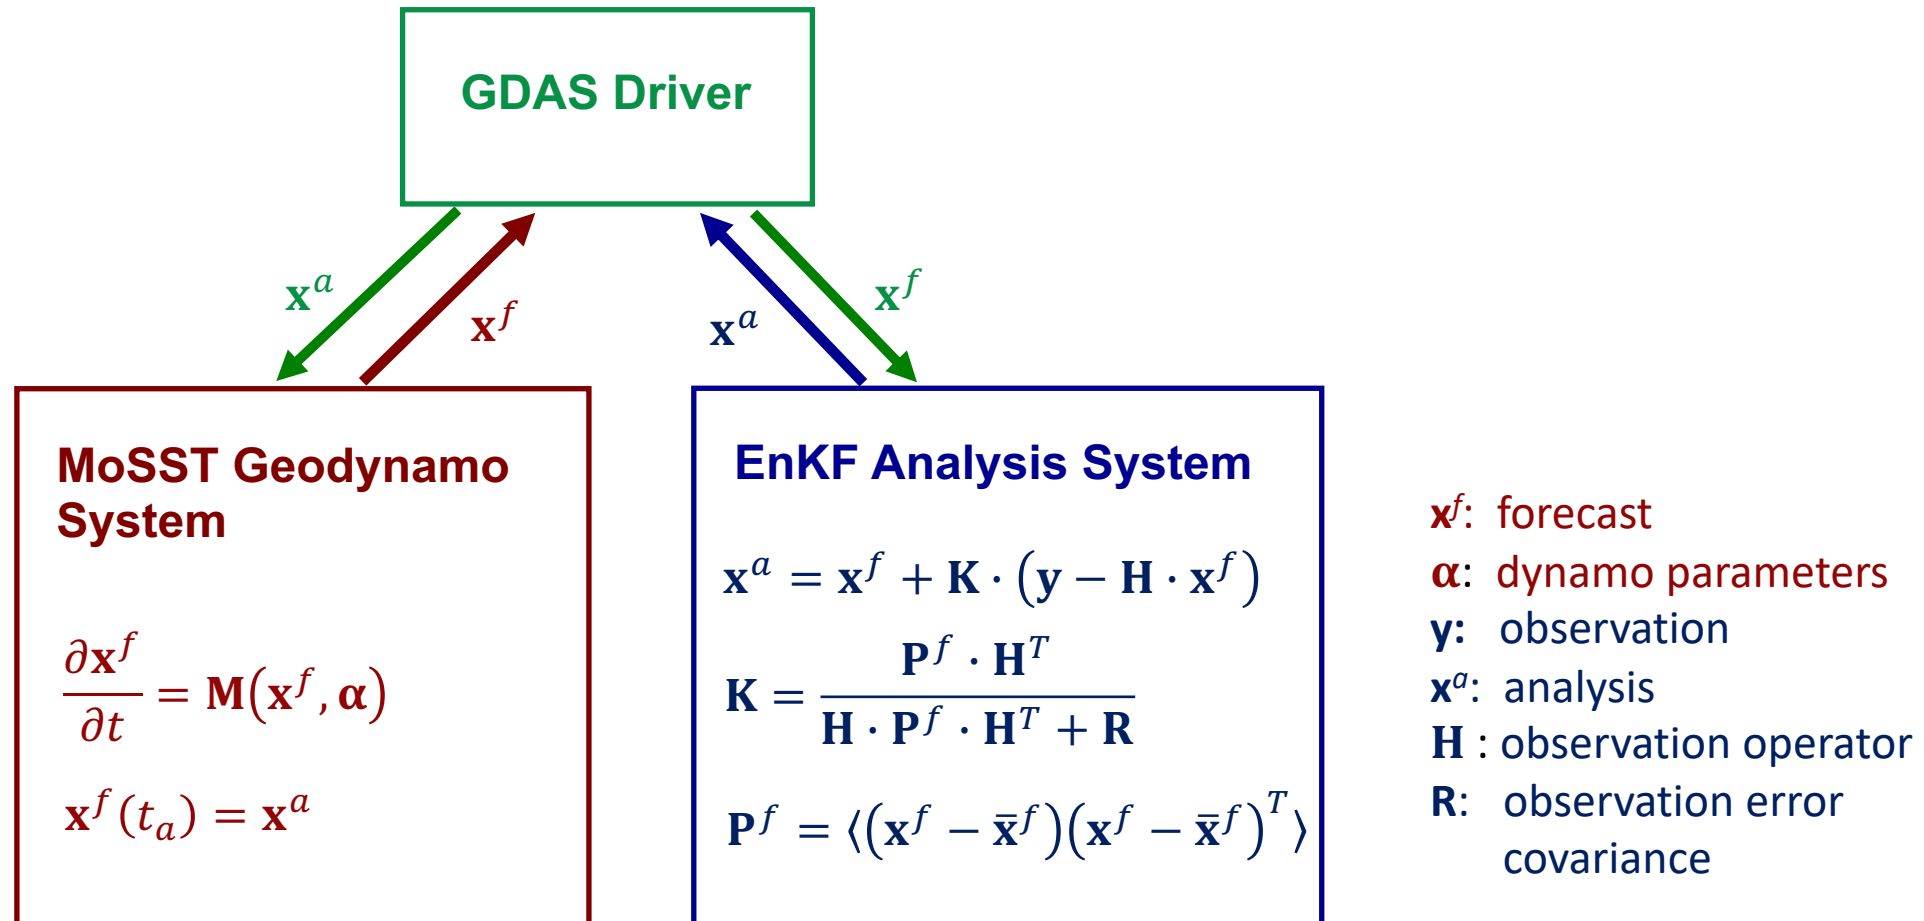 GDAS Driver
𝐱ᵃ
𝐱ᶠ
𝐱ᵃ
𝐱ᶠ
MoSST Geodynamo
System
∂𝐱ᶠ/∂t = 𝐌(𝐱ᶠ, 𝛂)
𝐱ᶠ(tₐ) = 𝐱ᵃ
EnKF Analysis System
𝐱ᵃ = 𝐱ᶠ + 𝐊 · (𝐲 − 𝐇 · 𝐱ᶠ)
𝐊 = (𝐏ᶠ · 𝐇ᵀ)/(𝐇 · 𝐏ᶠ · 𝐇ᵀ + 𝐑)
𝐏ᶠ = ⟨(𝐱ᶠ − 𝐱̄ᶠ)(𝐱ᶠ − 𝐱̄ᶠ)ᵀ⟩
𝐱ᶠ: forecast
𝛂: dynamo parameters
𝐲: observation
𝐱ᵃ: analysis
𝐇 : observation operator
𝐑: observation error
covariance